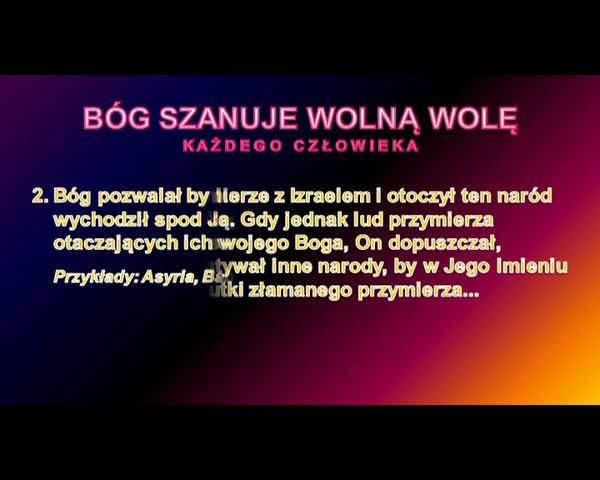 BÓG SZANUJE WOLNĄ WOLĘ
KAŻDEGO CZŁOWIEKA
2. Bóg pozwalał by z Izraelem i otoczył ten naród
wychodził spod Ją. Gdy jednak lud przymierza
otaczających ich wojego Boga, On dopuszczał,
ywał inne narody, by w Jego imieniu
Przykłady: Asyria,
utki złamanego przymierza...